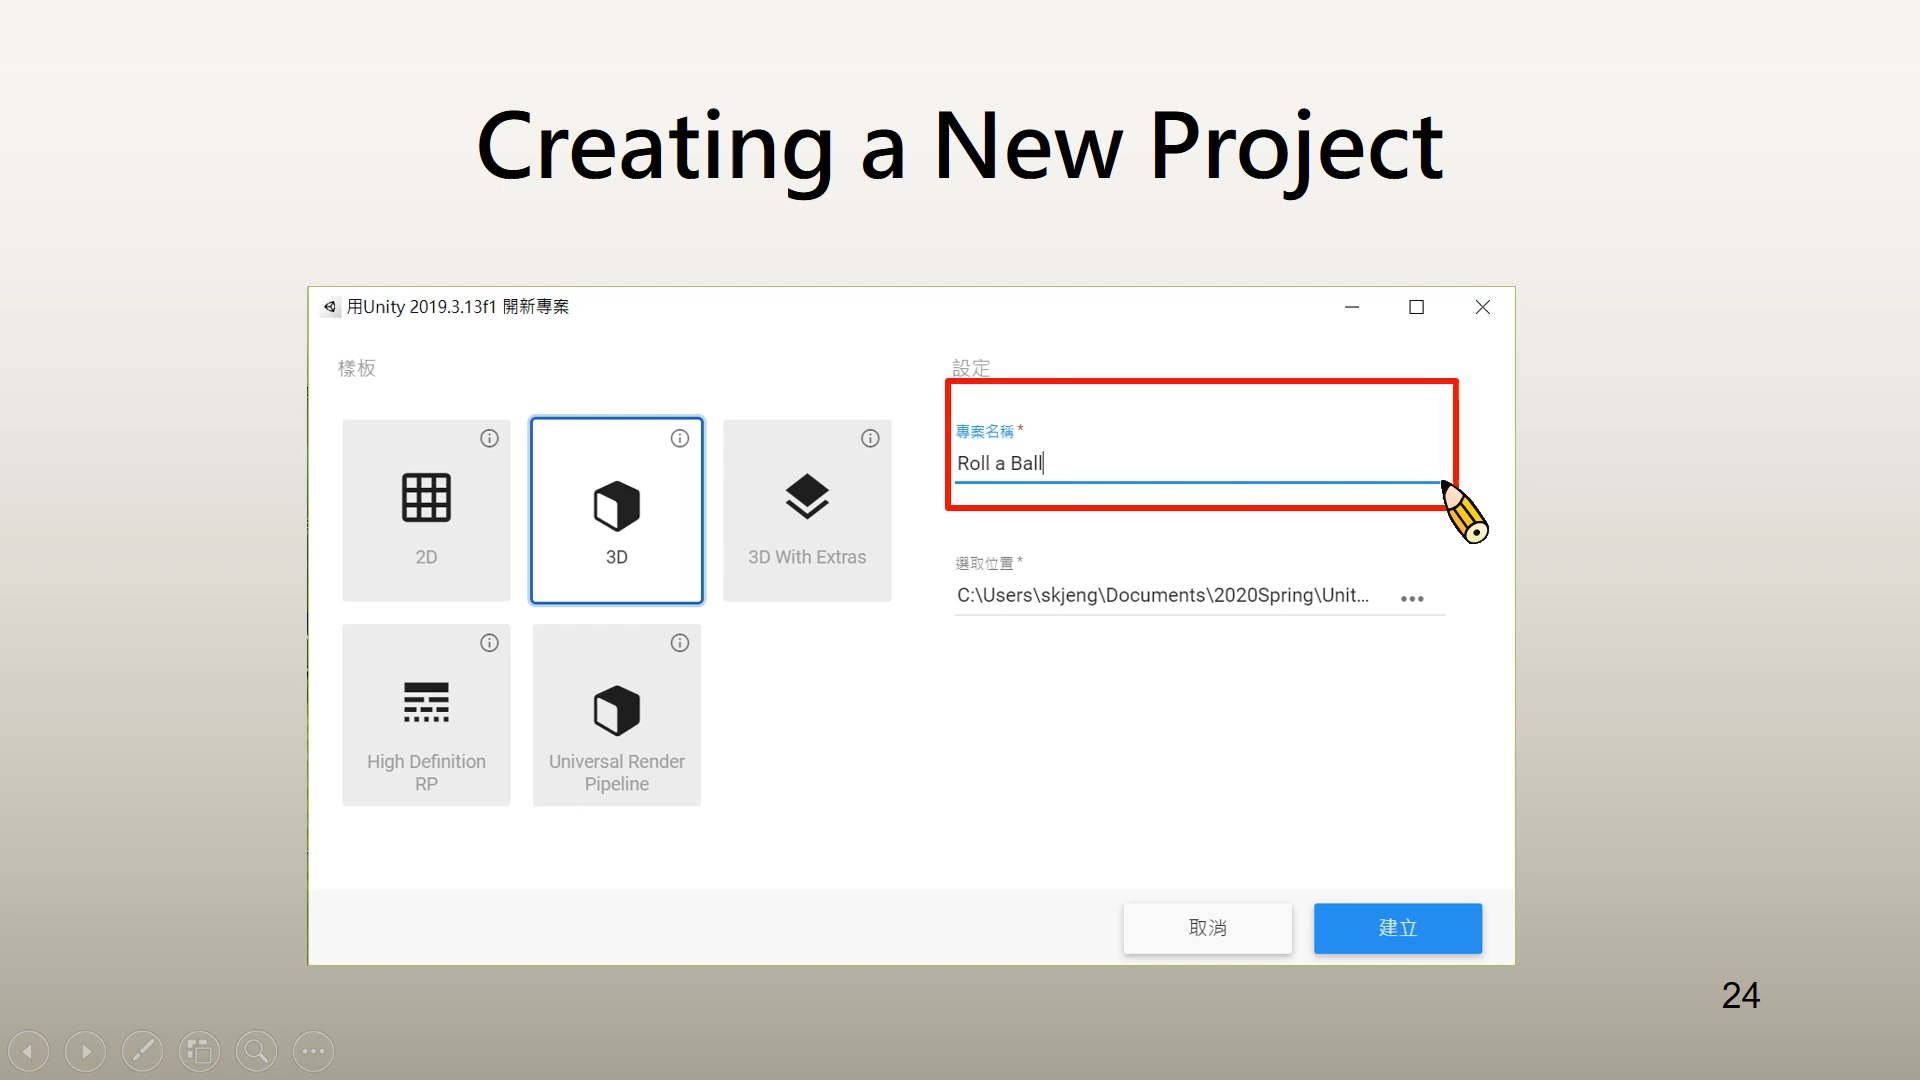 Creating a New Project
用Unity 2019.3.13f1 開新專案
樣板
2D
3D
3D With Extras
High Definition
RP
Universal Render
Pipeline
設定
專案名稱 *
Roll a Ball
選取位置 *
C:\Users\skjeng\Documents\2020Spring\Unit...
取消
建立
24